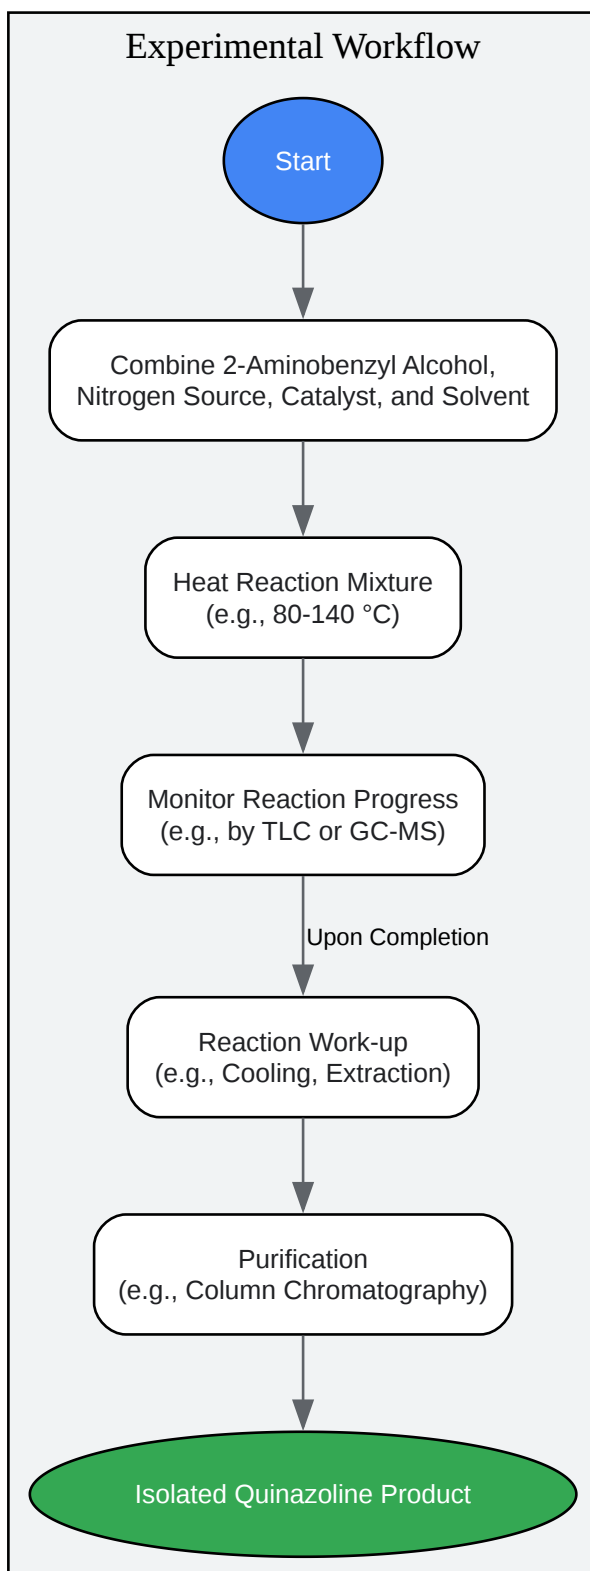 Experimental Workflow
Start
Combine 2-Aminobenzyl Alcohol,
Nitrogen Source, Catalyst, and Solvent
Heat Reaction Mixture
(e.g., 80-140 °C)
Monitor Reaction Progress
(e.g., by TLC or GC-MS)
Upon Completion
Reaction Work-up
(e.g., Cooling, Extraction)
Purification
(e.g., Column Chromatography)
Isolated Quinazoline Product